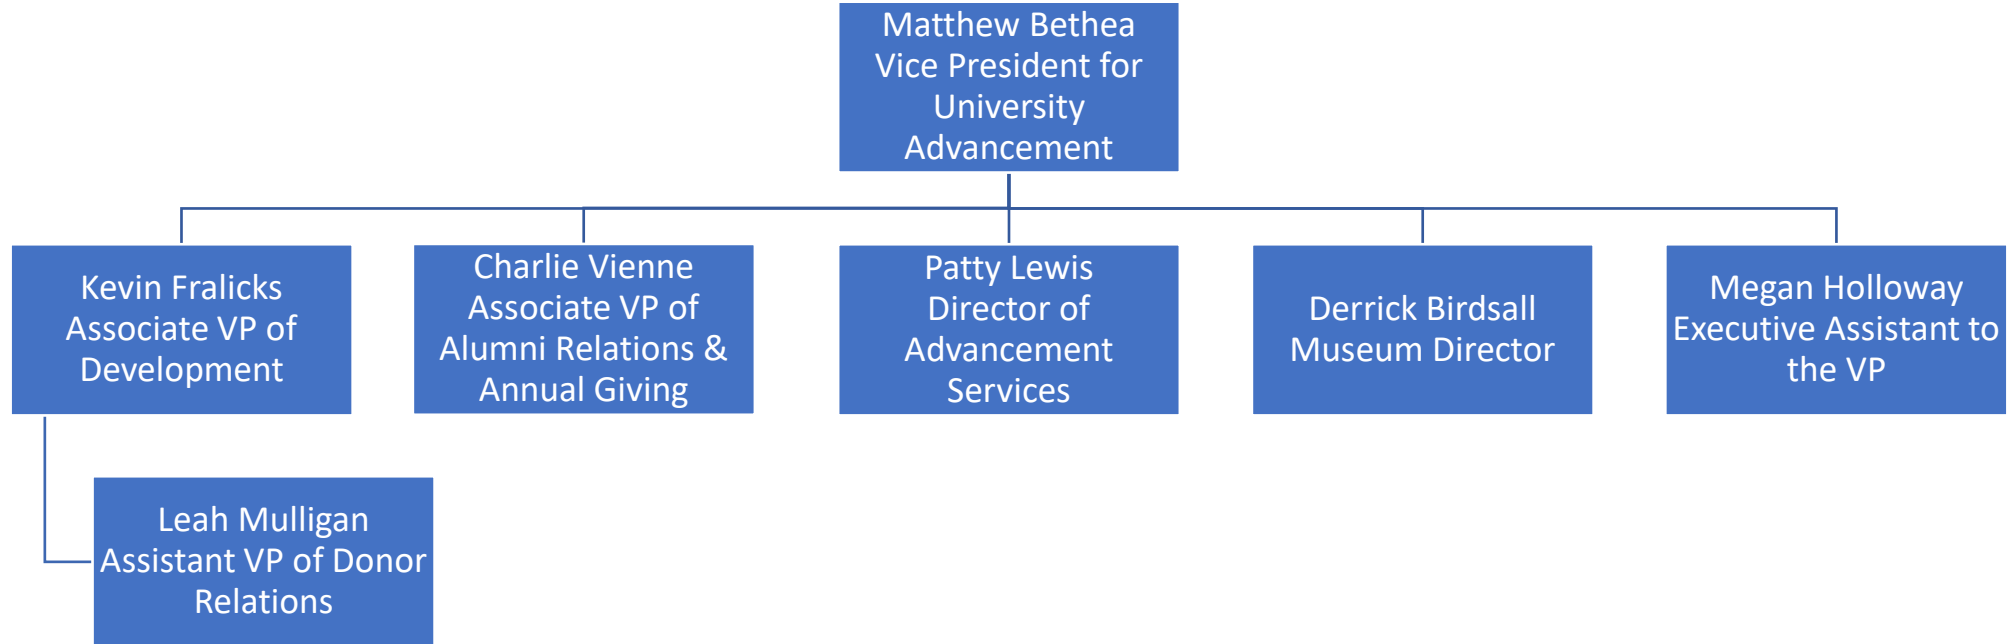 Matthew Bethea
Vice President for
University
Advancement
Kevin Fralicks
Associate VP of
Development
Charlie Vienne
Associate VP of
Alumni Relations &
Annual Giving
Patty Lewis
Director of
Advancement
Services
Derrick Birdsall
Museum Director
Megan Holloway
Executive Assistant to
the VP
Leah Mulligan
Assistant VP of Donor
Relations